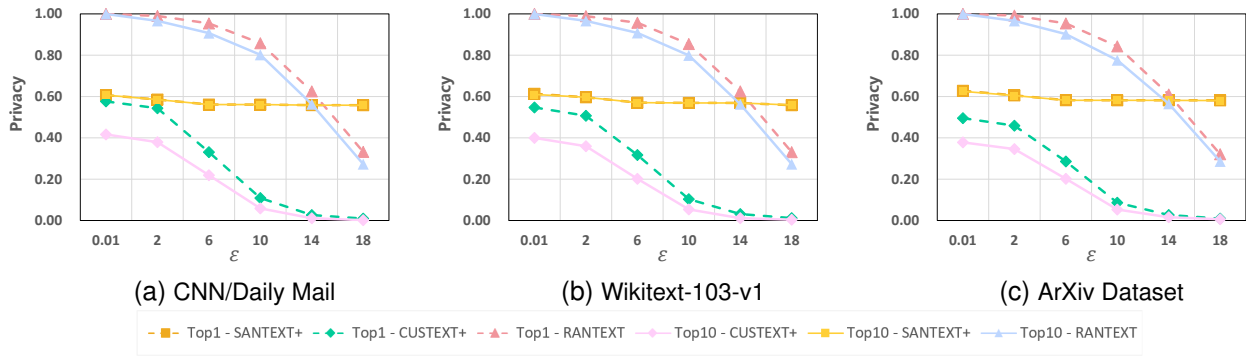 1.00
0.80
0.60
0.40
0.20
0.00
Privacy
0.01 2 6 10 14 18
ε
(a) CNN/Daily Mail
1.00
0.80
0.60
0.40
0.20
0.00
Privacy
0.01 2 6 10 14 18
ε
(b) Wikitext-103-v1
1.00
0.80
0.60
0.40
0.20
0.00
Privacy
0.01 2 6 10 14 18
ε
(c) ArXiv Dataset
Top1 - SANTEXT+ Top1 - CUSTEXT+ Top1 - RANTEXT Top10 - CUSTEXT+ Top10 - SANTEXT+ Top10 - RANTEXT